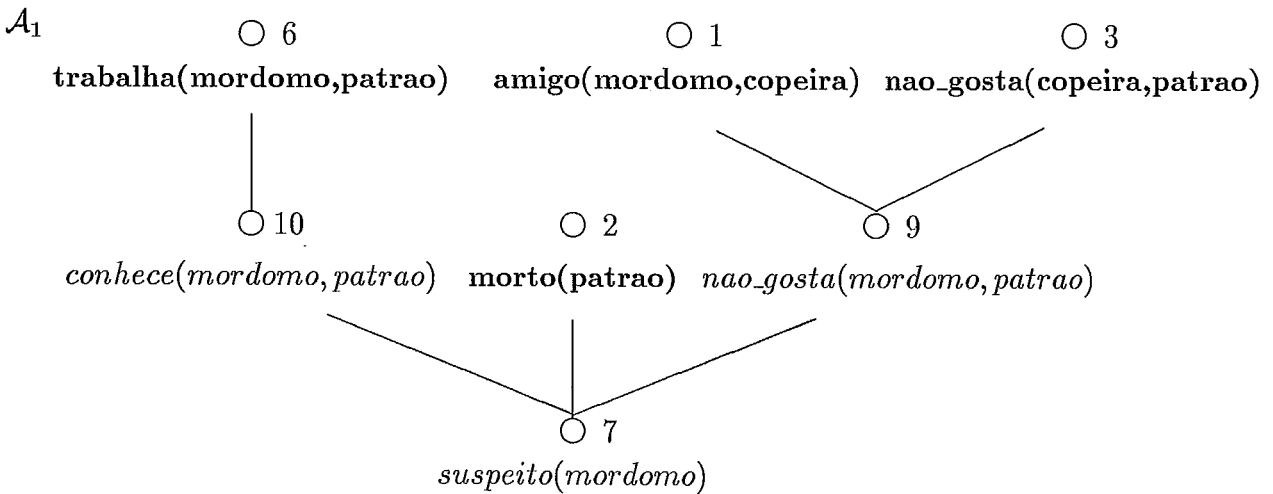 𝒜₁
6 1 3
trabalha(mordomo,patrao) amigo(mordomo,copeira) nao_gosta(copeira,patrao)
10 2 9
conhece(mordomo, patrao) morto(patrao) nao_gosta(mordomo, patrao)
7
suspeito(mordomo)